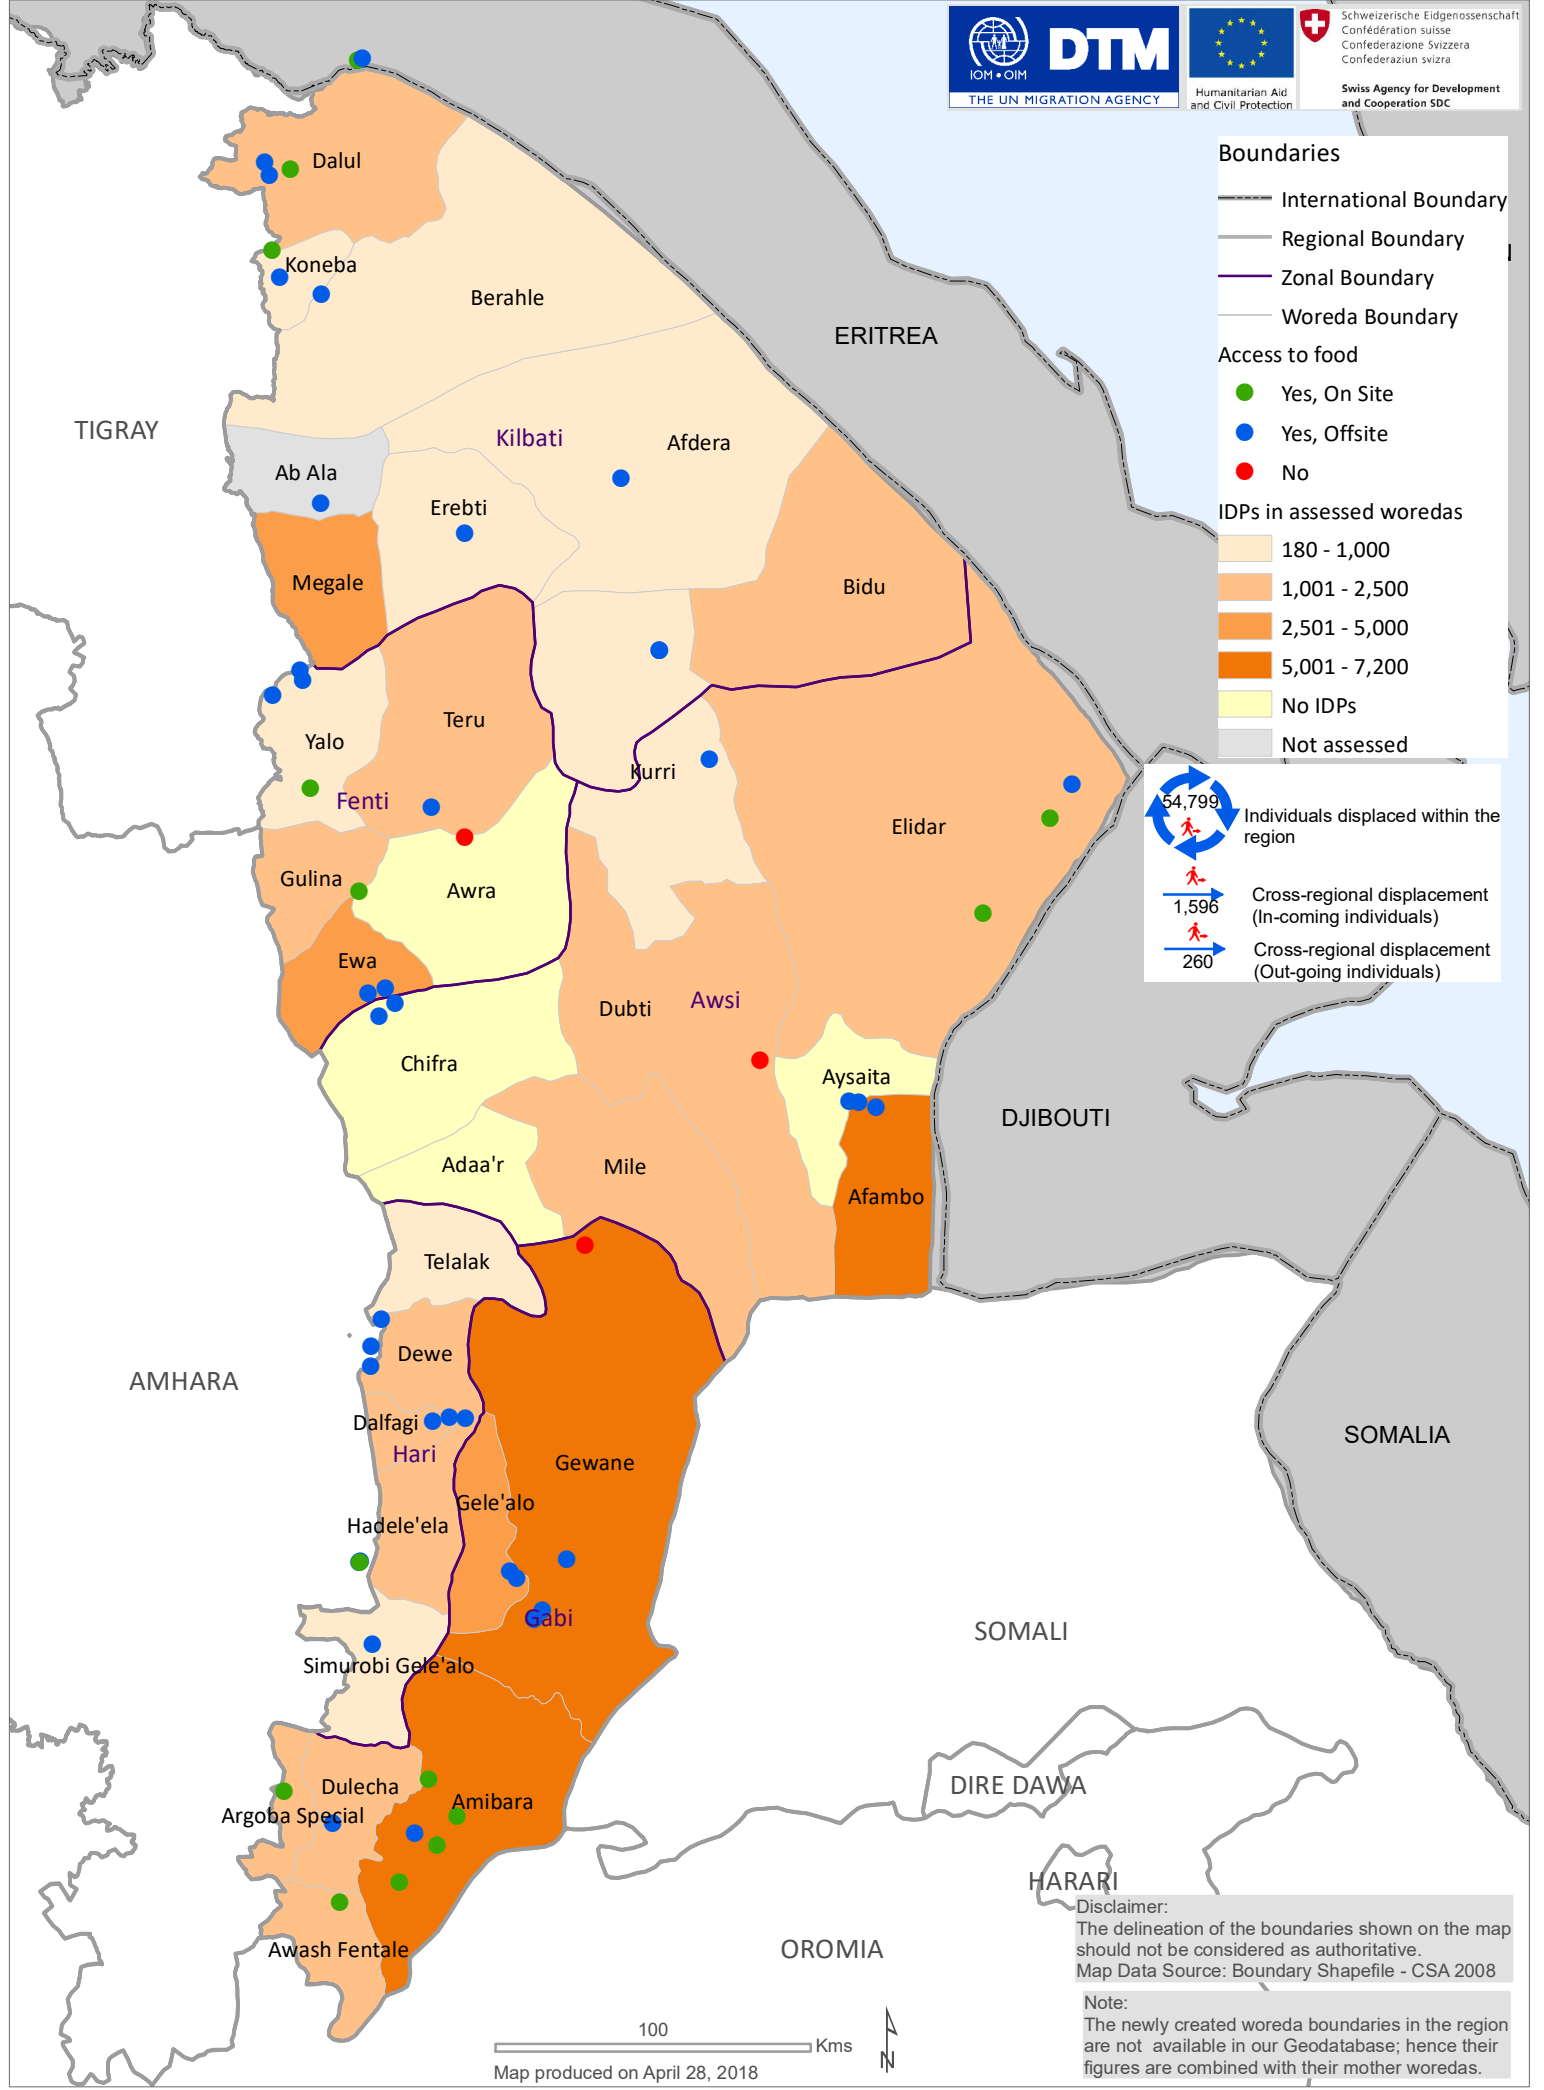 IOM • OIM
DTM
THE UN MIGRATION AGENCY
Humanitarian Aid
and Civil Protection
Schweizerische Eidgenossenschaft
Confédération suisse
Confederazione Svizzera
Confederaziun svizra
Swiss Agency for Development
and Cooperation SDC
Boundaries
International Boundary
Regional Boundary
Zonal Boundary
Woreda Boundary
Access to food
Yes, On Site
Yes, Offsite
No
IDPs in assessed woredas
180 - 1,000
1,001 - 2,500
2,501 - 5,000
5,001 - 7,200
No IDPs
Not assessed
54,799
Individuals displaced within the
region
1,596
Cross-regional displacement
(In-coming individuals)
260
Cross-regional displacement
(Out-going individuals)
Dalul
Koneba
Berahle
ERITREA
TIGRAY
Kilbati
Afdera
Ab Ala
Erebti
Megale
Bidu
Teru
Yalo
Kurri
Fenti
Elidar
Gulina
Awra
Ewa
Dubti
Awsi
Chifra
Aysaita
DJIBOUTI
Adaa'r
Mile
Afambo
Telalak
Dewe
AMHARA
Dalfagi
Hari
Gewane
SOMALIA
Gele'alo
Hadele'ela
Gabi
SOMALI
Simurobi Gele'alo
Dulecha
Amibara
Argoba Special
DIRE DAWA
HARARI
Awash Fentale
OROMIA
Disclaimer:
The delineation of the boundaries shown on the map
should not be considered as authoritative.
Map Data Source: Boundary Shapefile - CSA 2008
Note:
The newly created woreda boundaries in the region
are not available in our Geodatabase; hence their
figures are combined with their mother woredas.
100
Kms
N
Map produced on April 28, 2018